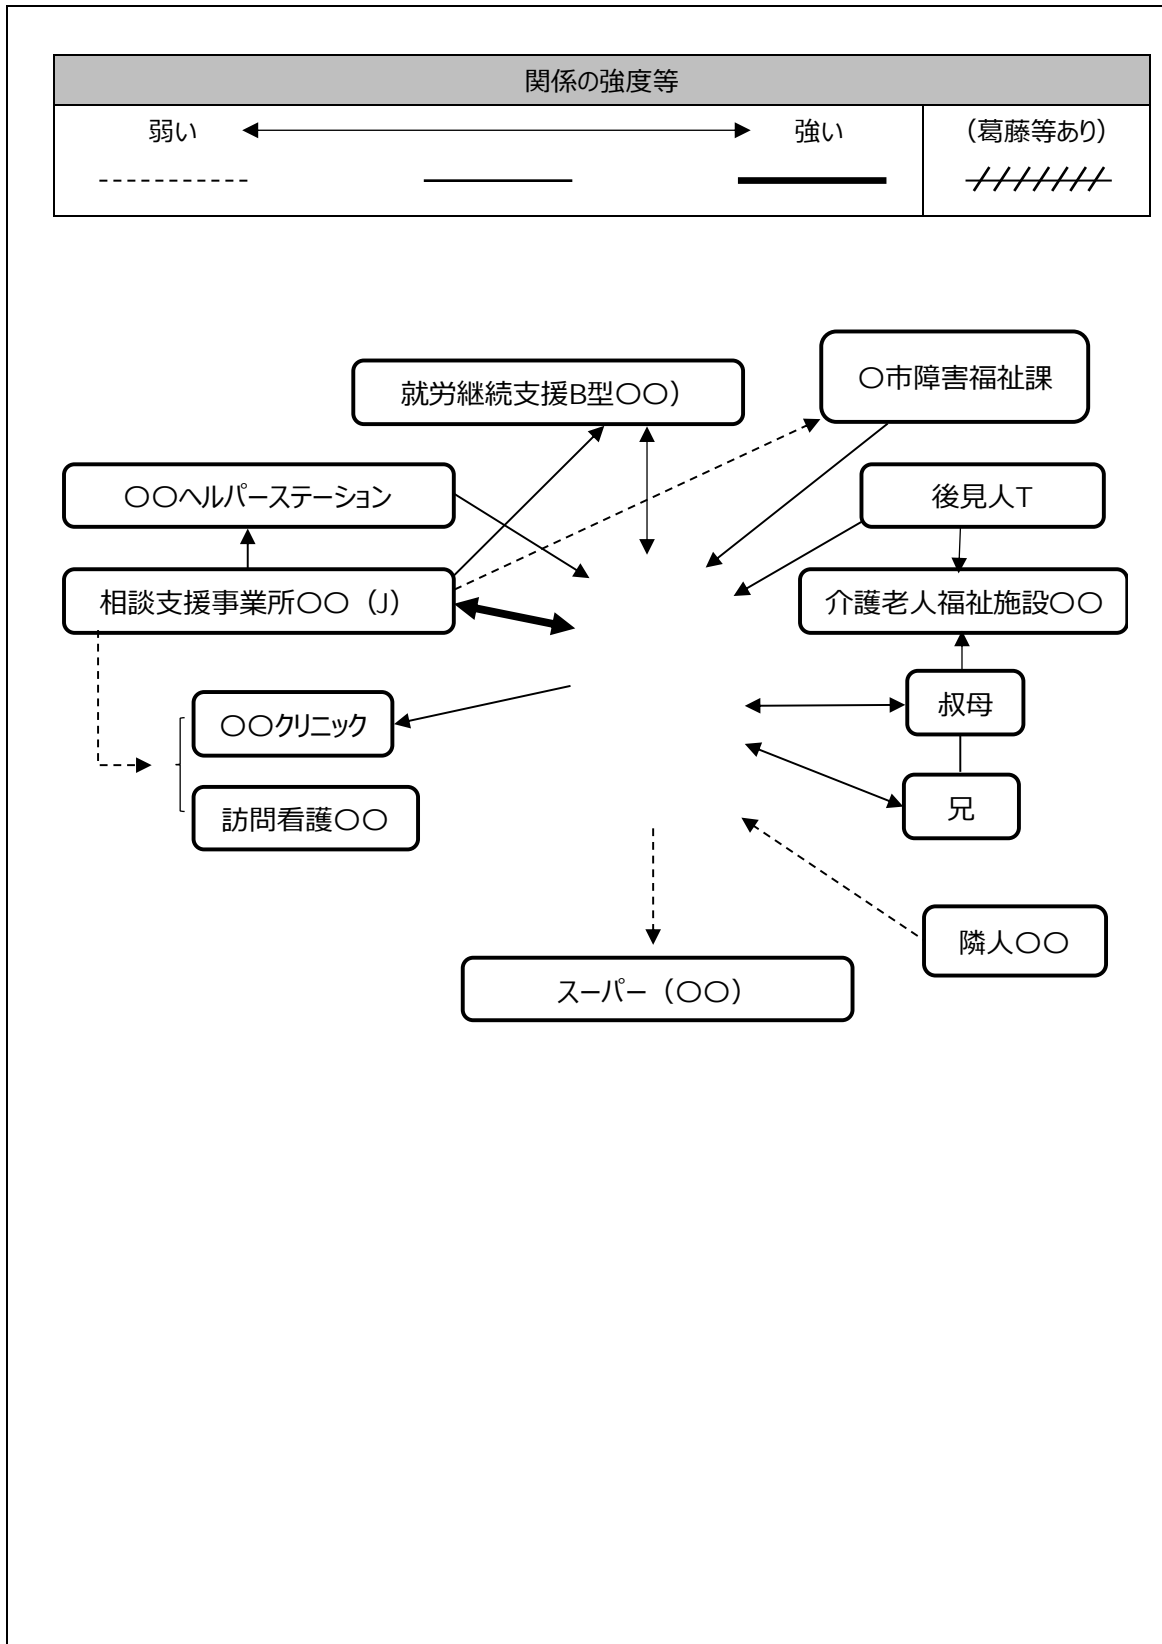 関係の強度等
弱い
強い
（葛藤等あり）
就労継続支援B型〇〇）
〇市障害福祉課
〇〇ヘルパーステーション
後見人T
相談支援事業所〇〇（J）
介護老人福祉施設〇〇
〇〇クリニック
叔母
訪問看護〇〇
兄
隣人〇〇
スーパー（〇〇）